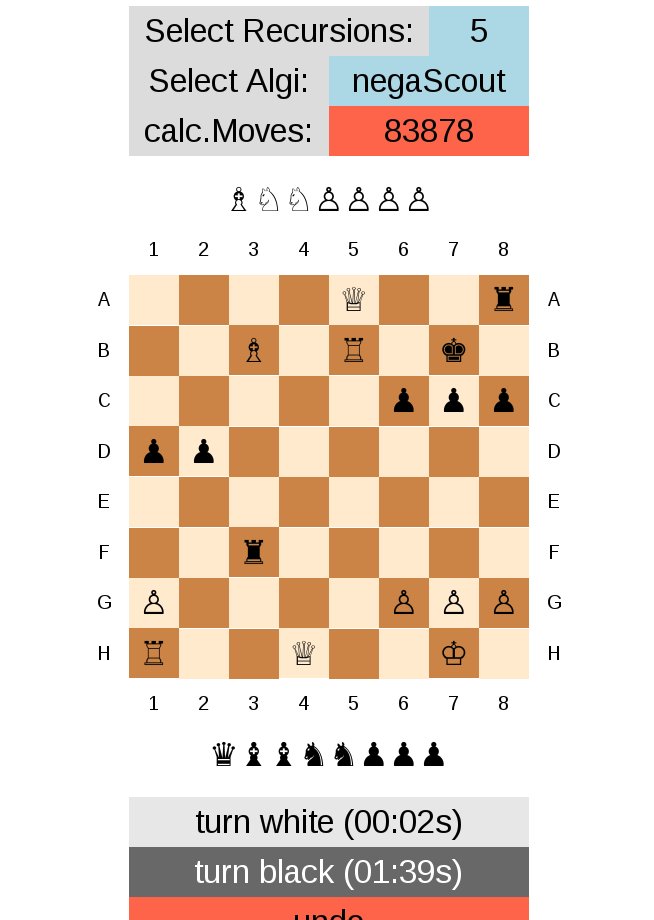 Select Recursions: 5
Select Algi: negaScout
calc.Moves: 83878
♗♘♘♙♙♙♙
1 2 3 4 5 6 7 8
A ♕ ♜ A
B ♗ ♖ ♚ B
C ♟ ♟ ♟ C
D ♟ ♟ D
E E
F ♜ F
G ♙ ♙ ♙ ♙ G
H ♖ ♕ ♔ H
1 2 3 4 5 6 7 8
♛♝♝♞♞♟♟♟
turn white (00:02s)
turn black (01:39s)
undo